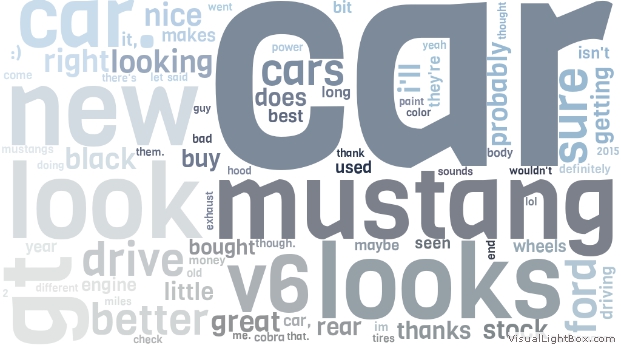 went
bit
car.
nice
car
thought
it,
makes
power
yeah
:)
right
looking
cars
i'll
they're
probably
isn't
come
there's
let
said
does
long
sure
getting
new
guy
best
paint
color
mustangs
bad
thank
body
2015
doing
black
them.
buy
hood
used
sounds
wouldn't
definitely
look
exhaust
mustang
lol
year
bought
though.
maybe
seen
end
wheels
gt
drive
money
v6
looks
ford
driving
different
engine
old
2
miles
little
better
great
car,
rear
im
tires
thanks
stock
check
me.
cobra
that.
VisualLightBox.com